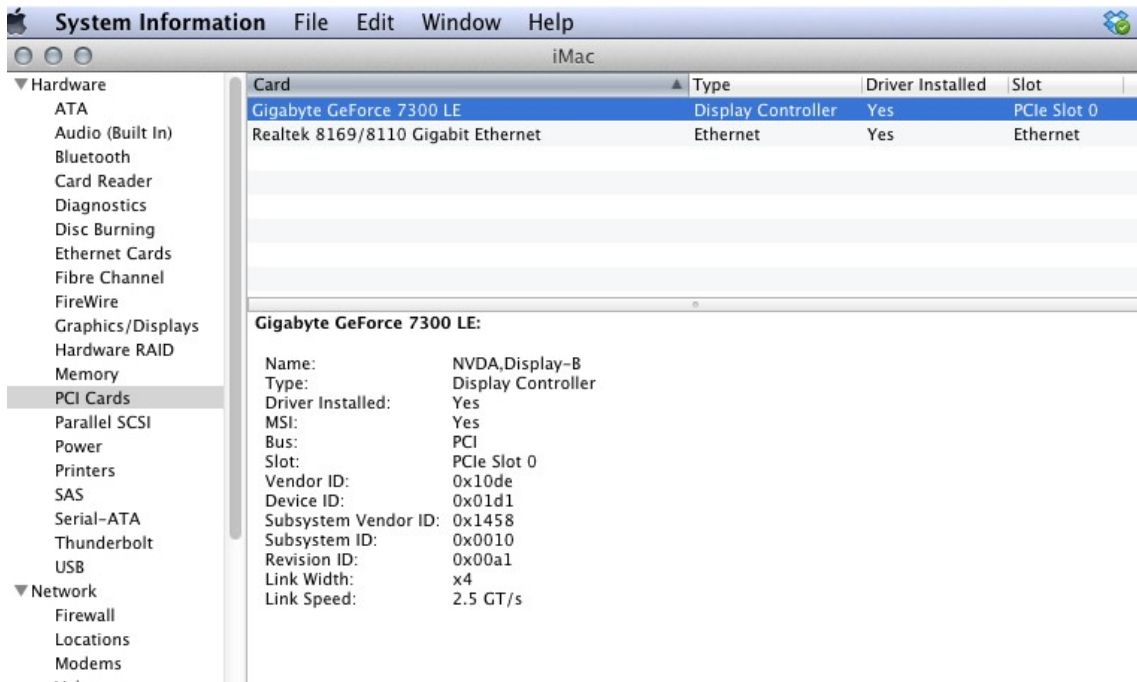 System Information File Edit Window Help
iMac
Hardware
ATA
Audio (Built In)
Bluetooth
Card Reader
Diagnostics
Disc Burning
Ethernet Cards
Fibre Channel
FireWire
Graphics/Displays
Hardware RAID
Memory
PCI Cards
Parallel SCSI
Power
Printers
SAS
Serial-ATA
Thunderbolt
USB
Network
Firewall
Locations
Modems
Card Type Driver Installed Slot
Gigabyte GeForce 7300 LE Display Controller Yes PCIe Slot 0
Realtek 8169/8110 Gigabit Ethernet Ethernet Yes Ethernet
Gigabyte GeForce 7300 LE:
Name: NVDA,Display-B
Type: Display Controller
Driver Installed: Yes
MSI: Yes
Bus: PCI
Slot: PCIe Slot 0
Vendor ID: 0x10de
Device ID: 0x01d1
Subsystem Vendor ID: 0x1458
Subsystem ID: 0x0010
Revision ID: 0x00a1
Link Width: x4
Link Speed: 2.5 GT/s